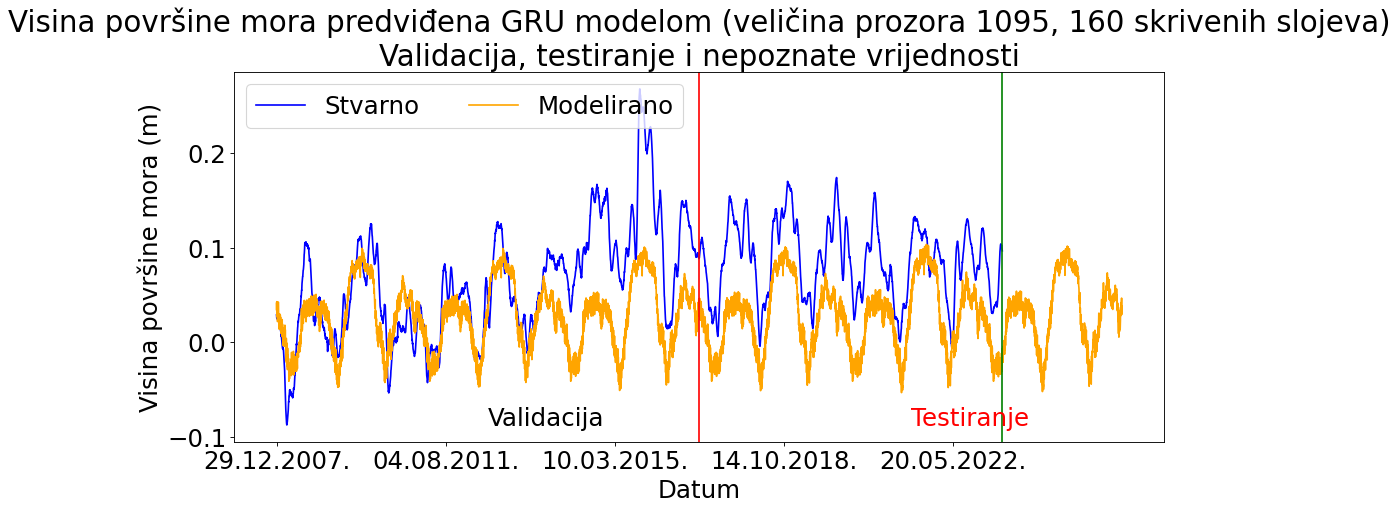 Visina površine mora predviđena GRU modelom (veličina prozora 1095, 160 skrivenih slojeva)
Validacija, testiranje i nepoznate vrijednosti
Stvarno
Modelirano
Visina površine mora (m)
0.2
0.1
0.0
−0.1
Validacija
Testiranje
29.12.2007.
04.08.2011.
10.03.2015.
14.10.2018.
20.05.2022.
Datum